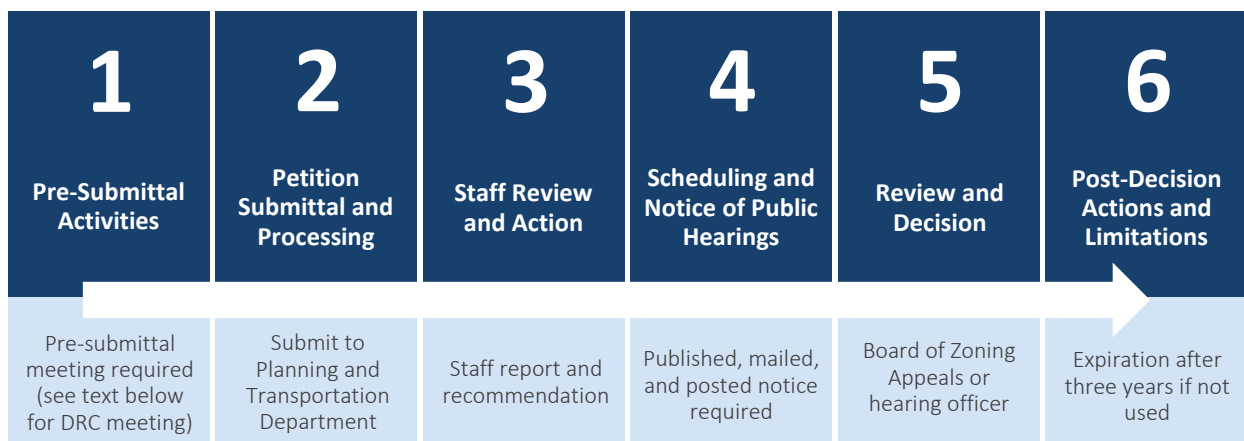 1
Pre-Submittal
Activities
Pre-submittal
meeting required
(see text below
for DRC meeting)
2
Petition
Submittal and
Processing
Submit to
Planning and
Transportation
Department
3
Staff Review
and Action
Staff report and
recommendation
4
Scheduling and
Notice of Public
Hearings
Published, mailed,
and posted notice
required
5
Review and
Decision
Board of Zoning
Appeals or
hearing officer
6
Post-Decision
Actions and
Limitations
Expiration after
three years if not
used